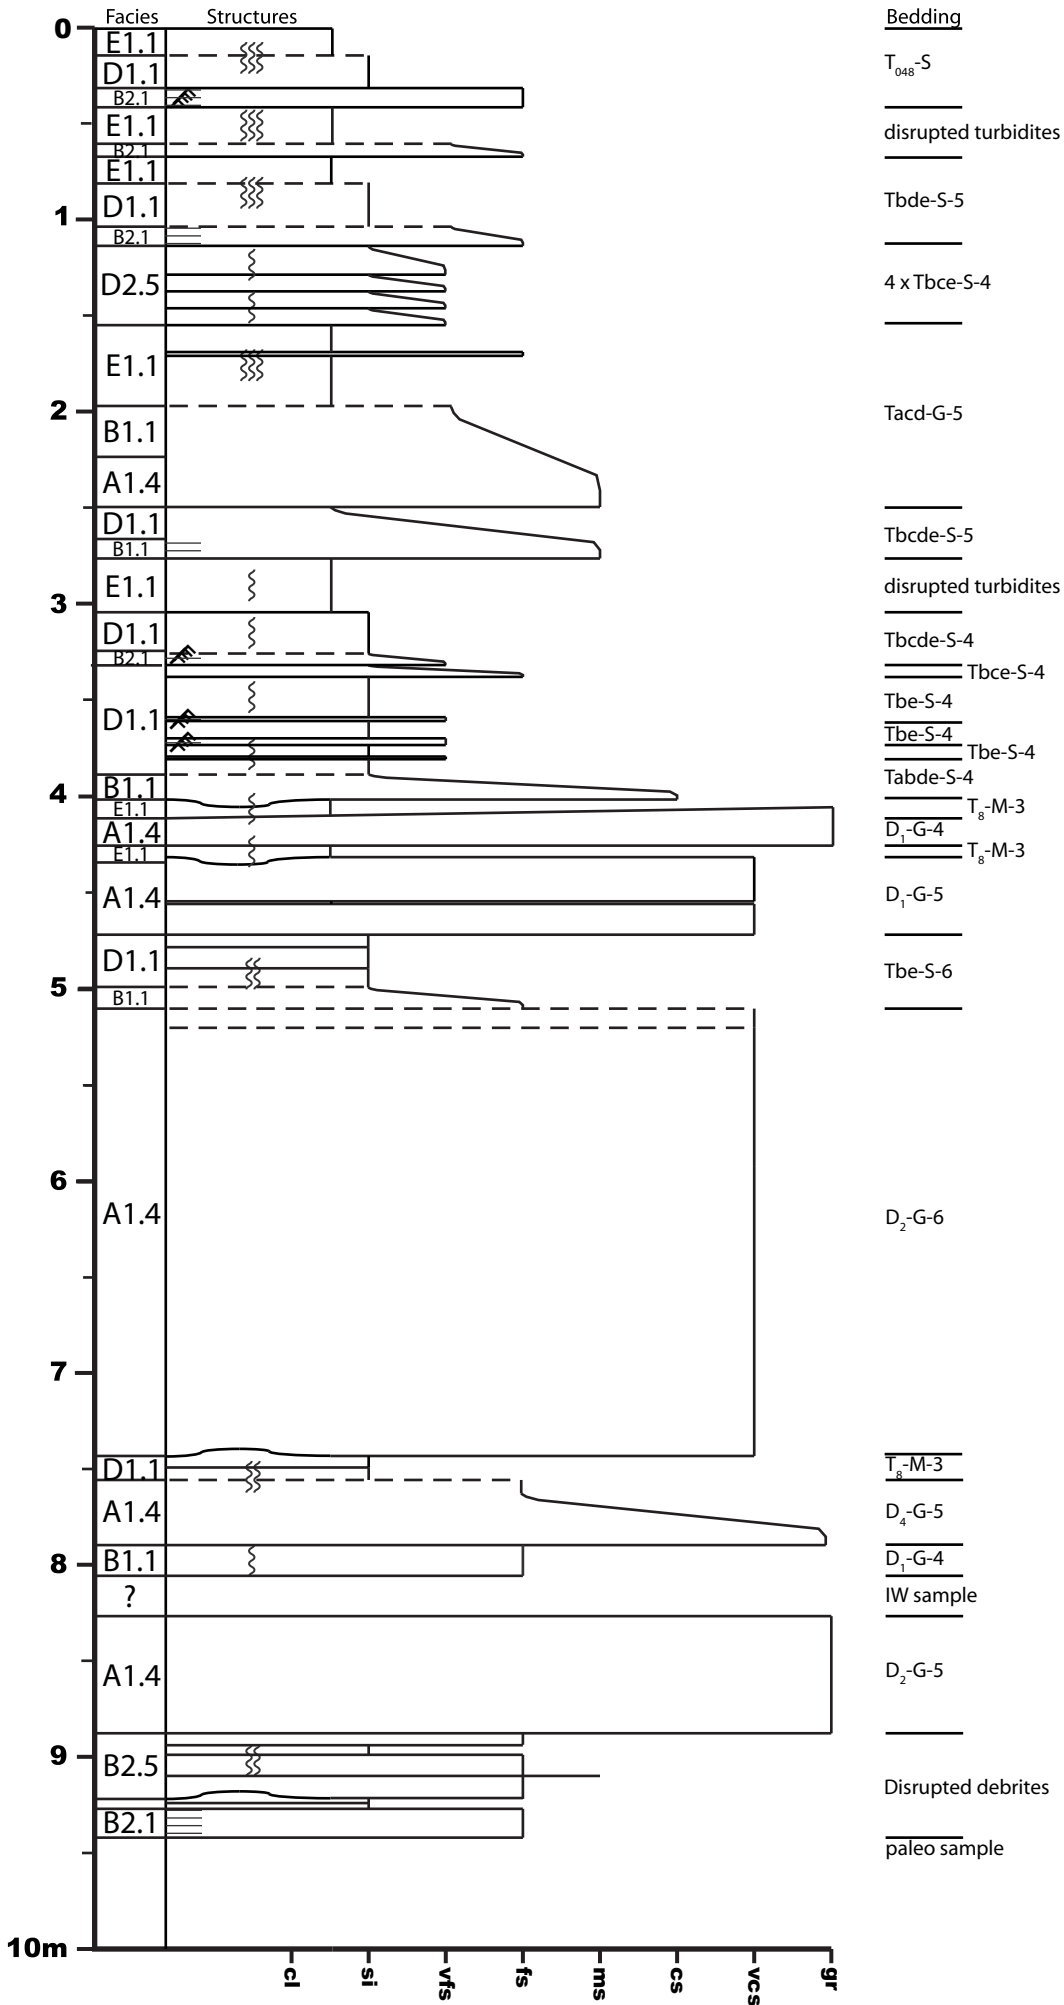 Facies Structures Bedding
0
E1.1
T048-S
D1.1
B2.1
E1.1
disrupted turbidites
B2.1
E1.1
Tbde-S-5
D1.1
1
B2.1
D2.5
4 x Tbce-S-4
E1.1
2
Tacd-G-5
B1.1
A1.4
D1.1
Tbcde-S-5
B1.1
E1.1
disrupted turbidites
3
D1.1
Tbcde-S-4
B2.1
Tbce-S-4
Tbe-S-4
D1.1
Tbe-S-4
Tbe-S-4
Tabde-S-4
B1.1
4
E1.1
T8-M-3
A1.4
D1-G-4
E1.1
T8-M-3
A1.4
D1-G-5
D1.1
Tbe-S-6
5
B1.1
6
A1.4
D2-G-6
7
D1.1
T8-M-3
A1.4
D4-G-5
8
B1.1
D1-G-4
?
IW sample
A1.4
D2-G-5
9
B2.5
Disrupted debrites
B2.1
paleo sample
10m
cl si vfs fs ms cs vcs gr